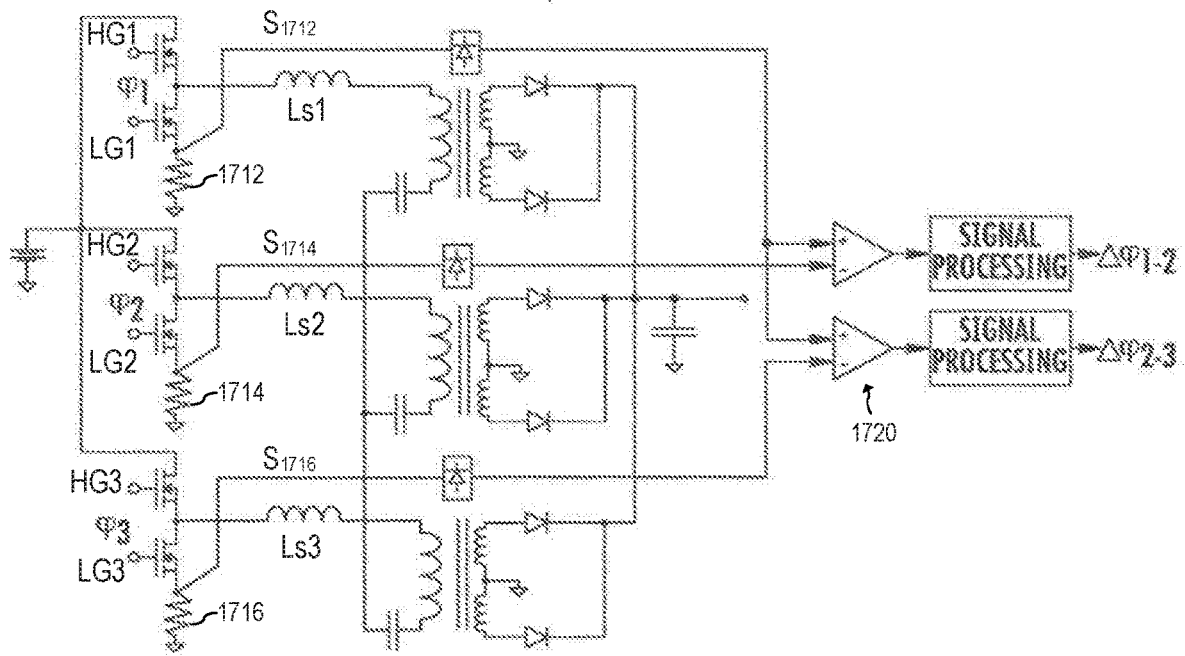 HG1
S1712
φ1
Ls1
LG1
1712
+
-
SIGNAL
PROCESSING
Δφ1-2
HG2
S1714
φ2
Ls2
LG2
1714
+
-
SIGNAL
PROCESSING
Δφ2-3
1720
HG3
S1716
φ3
Ls3
LG3
1716